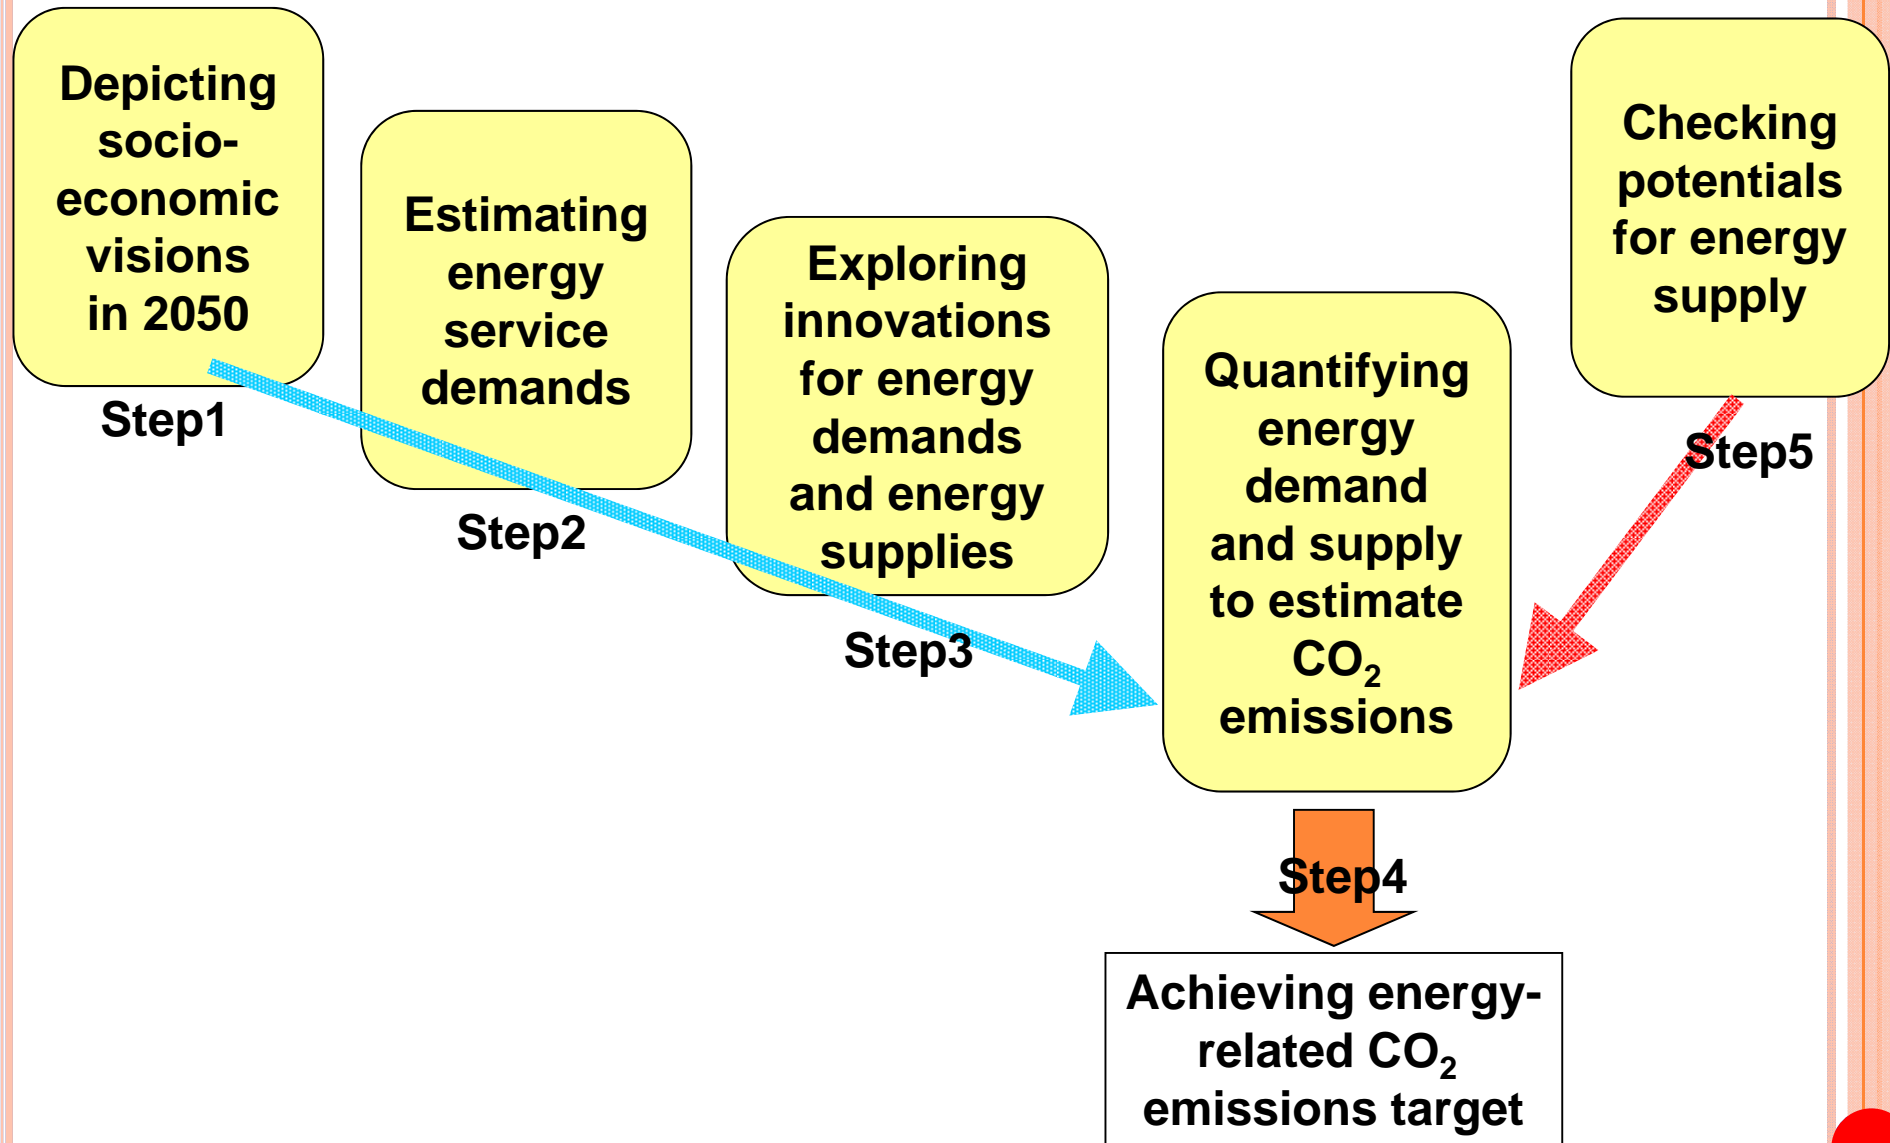 Depicting
socio-
economic
visions
in 2050
Step1
Estimating
energy
service
demands
Step2
Exploring
innovations
for energy
demands
and energy
supplies
Step3
Quantifying
energy
demand
and supply
to estimate
CO₂
emissions
Step4
Checking
potentials
for energy
supply
Step5
Achieving energy-
related CO₂
emissions target